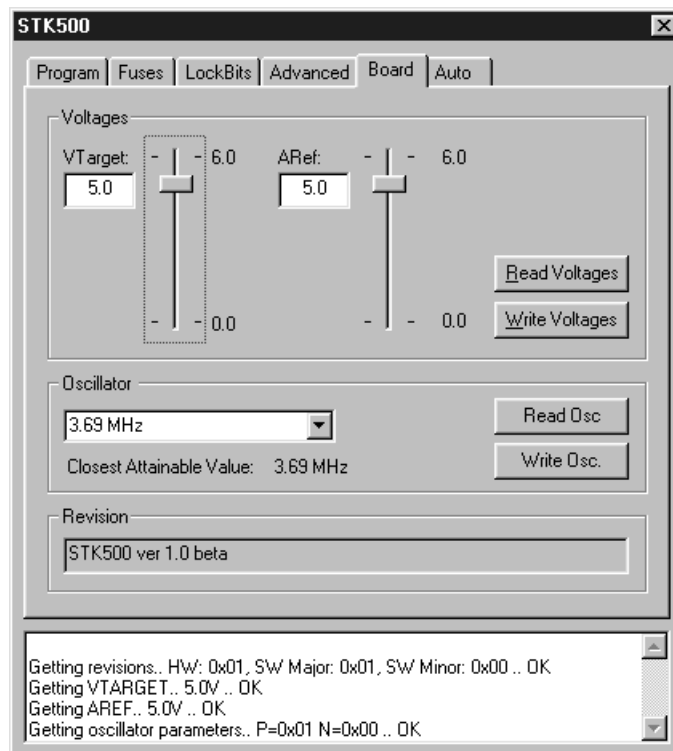 STK500
Program Fuses LockBits Advanced Board Auto
Voltages
VTarget: 6.0 ARef: 6.0
5.0 5.0
Read Voltages
0.0 0.0 Write Voltages
Oscillator
3.69 MHz Read Osc
Closest Attainable Value: 3.69 MHz Write Osc.
Revision
STK500 ver 1.0 beta
Getting revisions.. HW: 0x01, SW Major: 0x01, SW Minor: 0x00 .. OK
Getting VTARGET.. 5.0V .. OK
Getting AREF.. 5.0V .. OK
Getting oscillator parameters.. P=0x01 N=0x00 .. OK